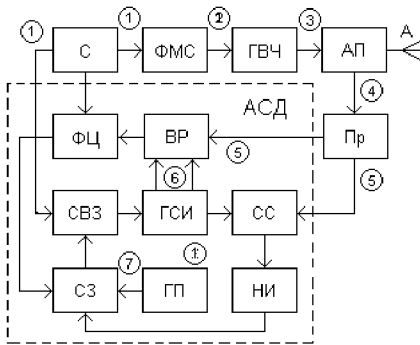 1 1 2 3 А
С ФМС ГВЧ АП
АСД 4
ФЦ ВР Пр
5 5
6
СВЗ ГСИ СС
7
СЗ ГП НИ